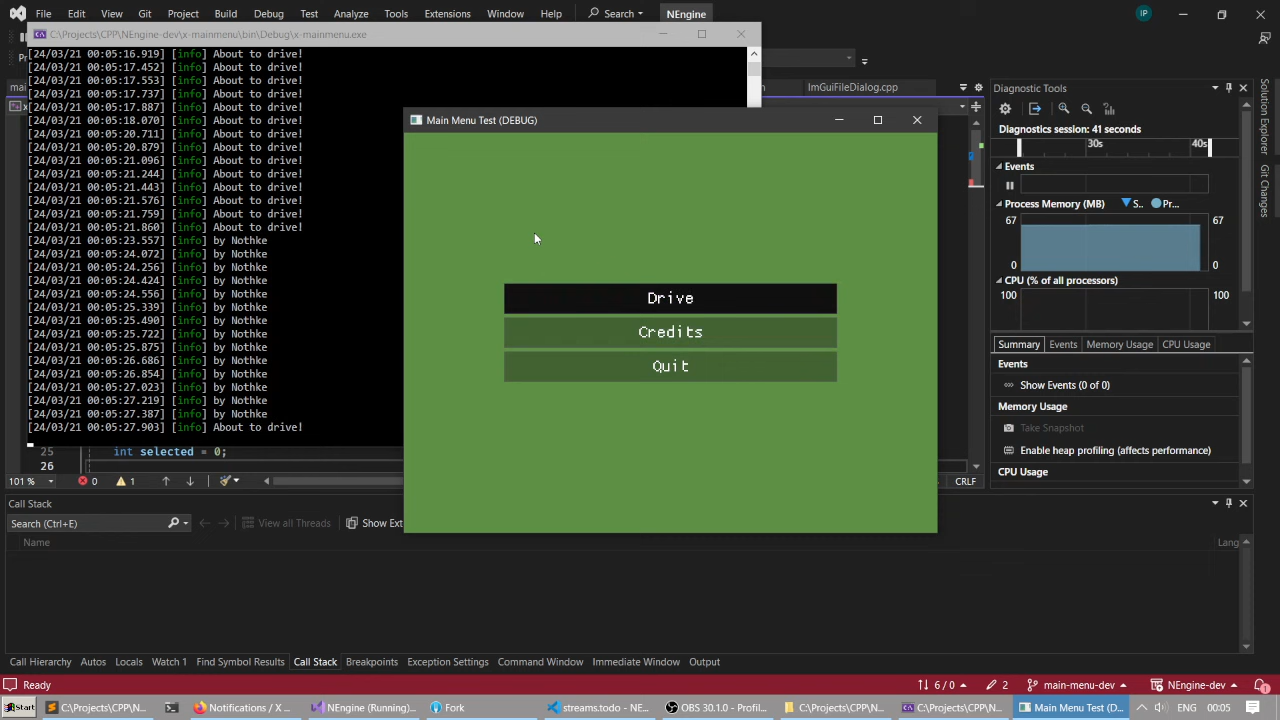 File Edit View Git Project Build Debug Test Analyze Tools Extensions Window Help Search NEngine IP
C:\Projects\CPP\NEngine-dev\x-mainmenu\bin\Debug\x-mainmenu.exe
[24/03/21 00:05:16.919] [info] About to drive!
[24/03/21 00:05:17.452] [info] About to drive!
[24/03/21 00:05:17.553] [info] About to drive!
[24/03/21 00:05:17.737] [info] About to drive!
[24/03/21 00:05:17.887] [info] About to drive!
[24/03/21 00:05:18.070] [info] About to drive!
[24/03/21 00:05:20.711] [info] About to drive!
[24/03/21 00:05:20.879] [info] About to drive!
[24/03/21 00:05:21.096] [info] About to drive!
[24/03/21 00:05:21.244] [info] About to drive!
[24/03/21 00:05:21.443] [info] About to drive!
[24/03/21 00:05:21.576] [info] About to drive!
[24/03/21 00:05:21.759] [info] About to drive!
[24/03/21 00:05:21.860] [info] About to drive!
[24/03/21 00:05:23.557] [info] by Nothke
[24/03/21 00:05:24.072] [info] by Nothke
[24/03/21 00:05:24.256] [info] by Nothke
[24/03/21 00:05:24.424] [info] by Nothke
[24/03/21 00:05:24.556] [info] by Nothke
[24/03/21 00:05:25.339] [info] by Nothke
[24/03/21 00:05:25.490] [info] by Nothke
[24/03/21 00:05:25.722] [info] by Nothke
[24/03/21 00:05:25.875] [info] by Nothke
[24/03/21 00:05:26.686] [info] by Nothke
[24/03/21 00:05:26.854] [info] by Nothke
[24/03/21 00:05:27.023] [info] by Nothke
[24/03/21 00:05:27.219] [info] by Nothke
[24/03/21 00:05:27.387] [info] by Nothke
[24/03/21 00:05:27.903] [info] About to drive!
ImGuiFileDialog.cpp
Main Menu Test (DEBUG)
Drive
Credits
Quit
25 int selected = 0;
26
101 % 0 1 CRLF
Diagnostic Tools
Diagnostics session: 41 seconds
30s 40s
Events
Process Memory (MB) S.. Pr...
67 67
0 0
CPU (% of all processors)
100 100
Summary Events Memory Usage CPU Usage
Events
Show Events (0 of 0)
Memory Usage
Take Snapshot
Enable heap profiling (affects performance)
CPU Usage
Solution Explorer
Git Changes
Call Stack
Search (Ctrl+E) View all Threads Show Ext
Name Lang
Call Hierarchy Autos Locals Watch 1 Find Symbol Results Call Stack Breakpoints Exception Settings Command Window Immediate Window Output
Ready 6 / 0 2 main-menu-dev NEngine-dev 1
Start C:\Projects\CPP\N... Notifications / X ... NEngine (Running)... Fork streams.todo - NE... OBS 30.1.0 - Profil... C:\Projects\CPP\N... C:\Projects\CPP\N... Main Menu Test (D... ENG 00:05